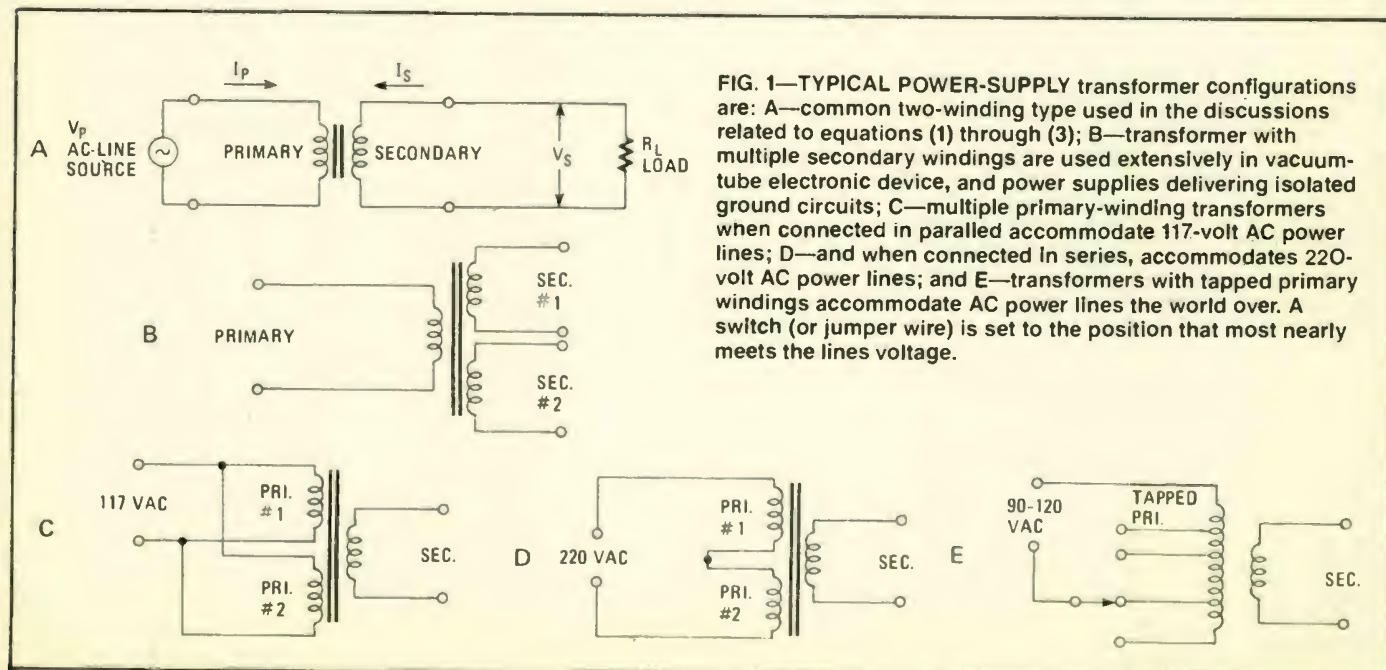 FIG. 1—TYPICAL POWER-SUPPLY transformer configurations
are: A—common two-winding type used in the discussions
related to equations (1) through (3); B—transformer with
multiple secondary windings are used extensively in vacuum-
tube electronic device, and power supplies delivering isolated
ground circuits; C—multiple primary-winding transformers
when connected in paralled accommodate 117-volt AC power
lines; D—and when connected in series, accommodates 220-
volt AC power lines; and E—transformers with tapped primary
windings accommodate AC power lines the world over. A
switch (or jumper wire) is set to the position that most nearly
meets the lines voltage.
IP
IS
A
VP
AC-LINE
SOURCE
PRIMARY
SECONDARY
VS
RL
LOAD
B
PRIMARY
SEC.
#1
SEC.
#2
C
117 VAC
PRI.
#1
PRI.
#2
SEC.
D
220 VAC
PRI.
#1
PRI.
#2
SEC.
E
90-120
VAC
TAPPED
PRI.
SEC.